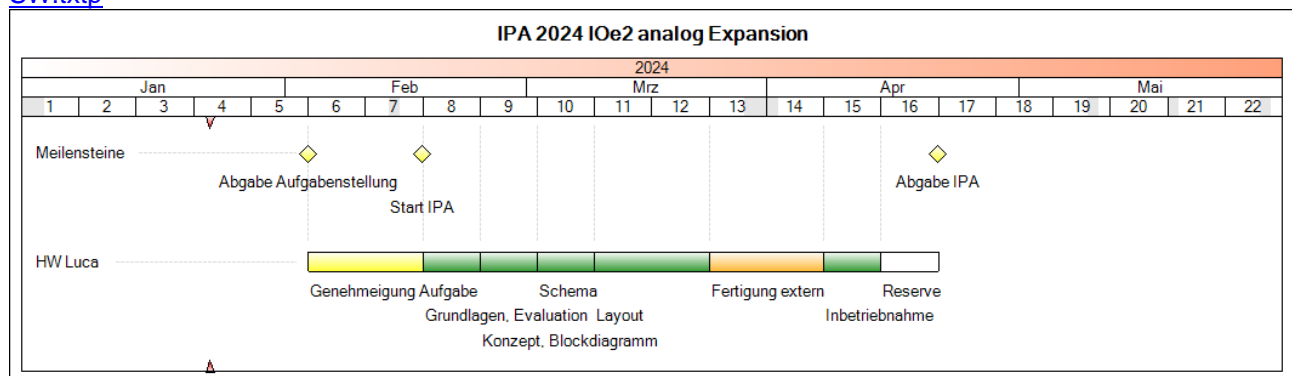 IPA 2024 IOe2 analog Expansion
2024
Jan Feb Mrz Apr Mai
1 2 3 4 5 6 7 8 9 10 11 12 13 14 15 16 17 18 19 20 21 22
Meilensteine
Abgabe Aufgabenstellung Abgabe IPA
Start IPA
HW Luca
Genehmeigung Aufgabe Schema Fertigung extern Reserve
Grundlagen, Evaluation Layout Inbetriebnahme
Konzept, Blockdiagramm